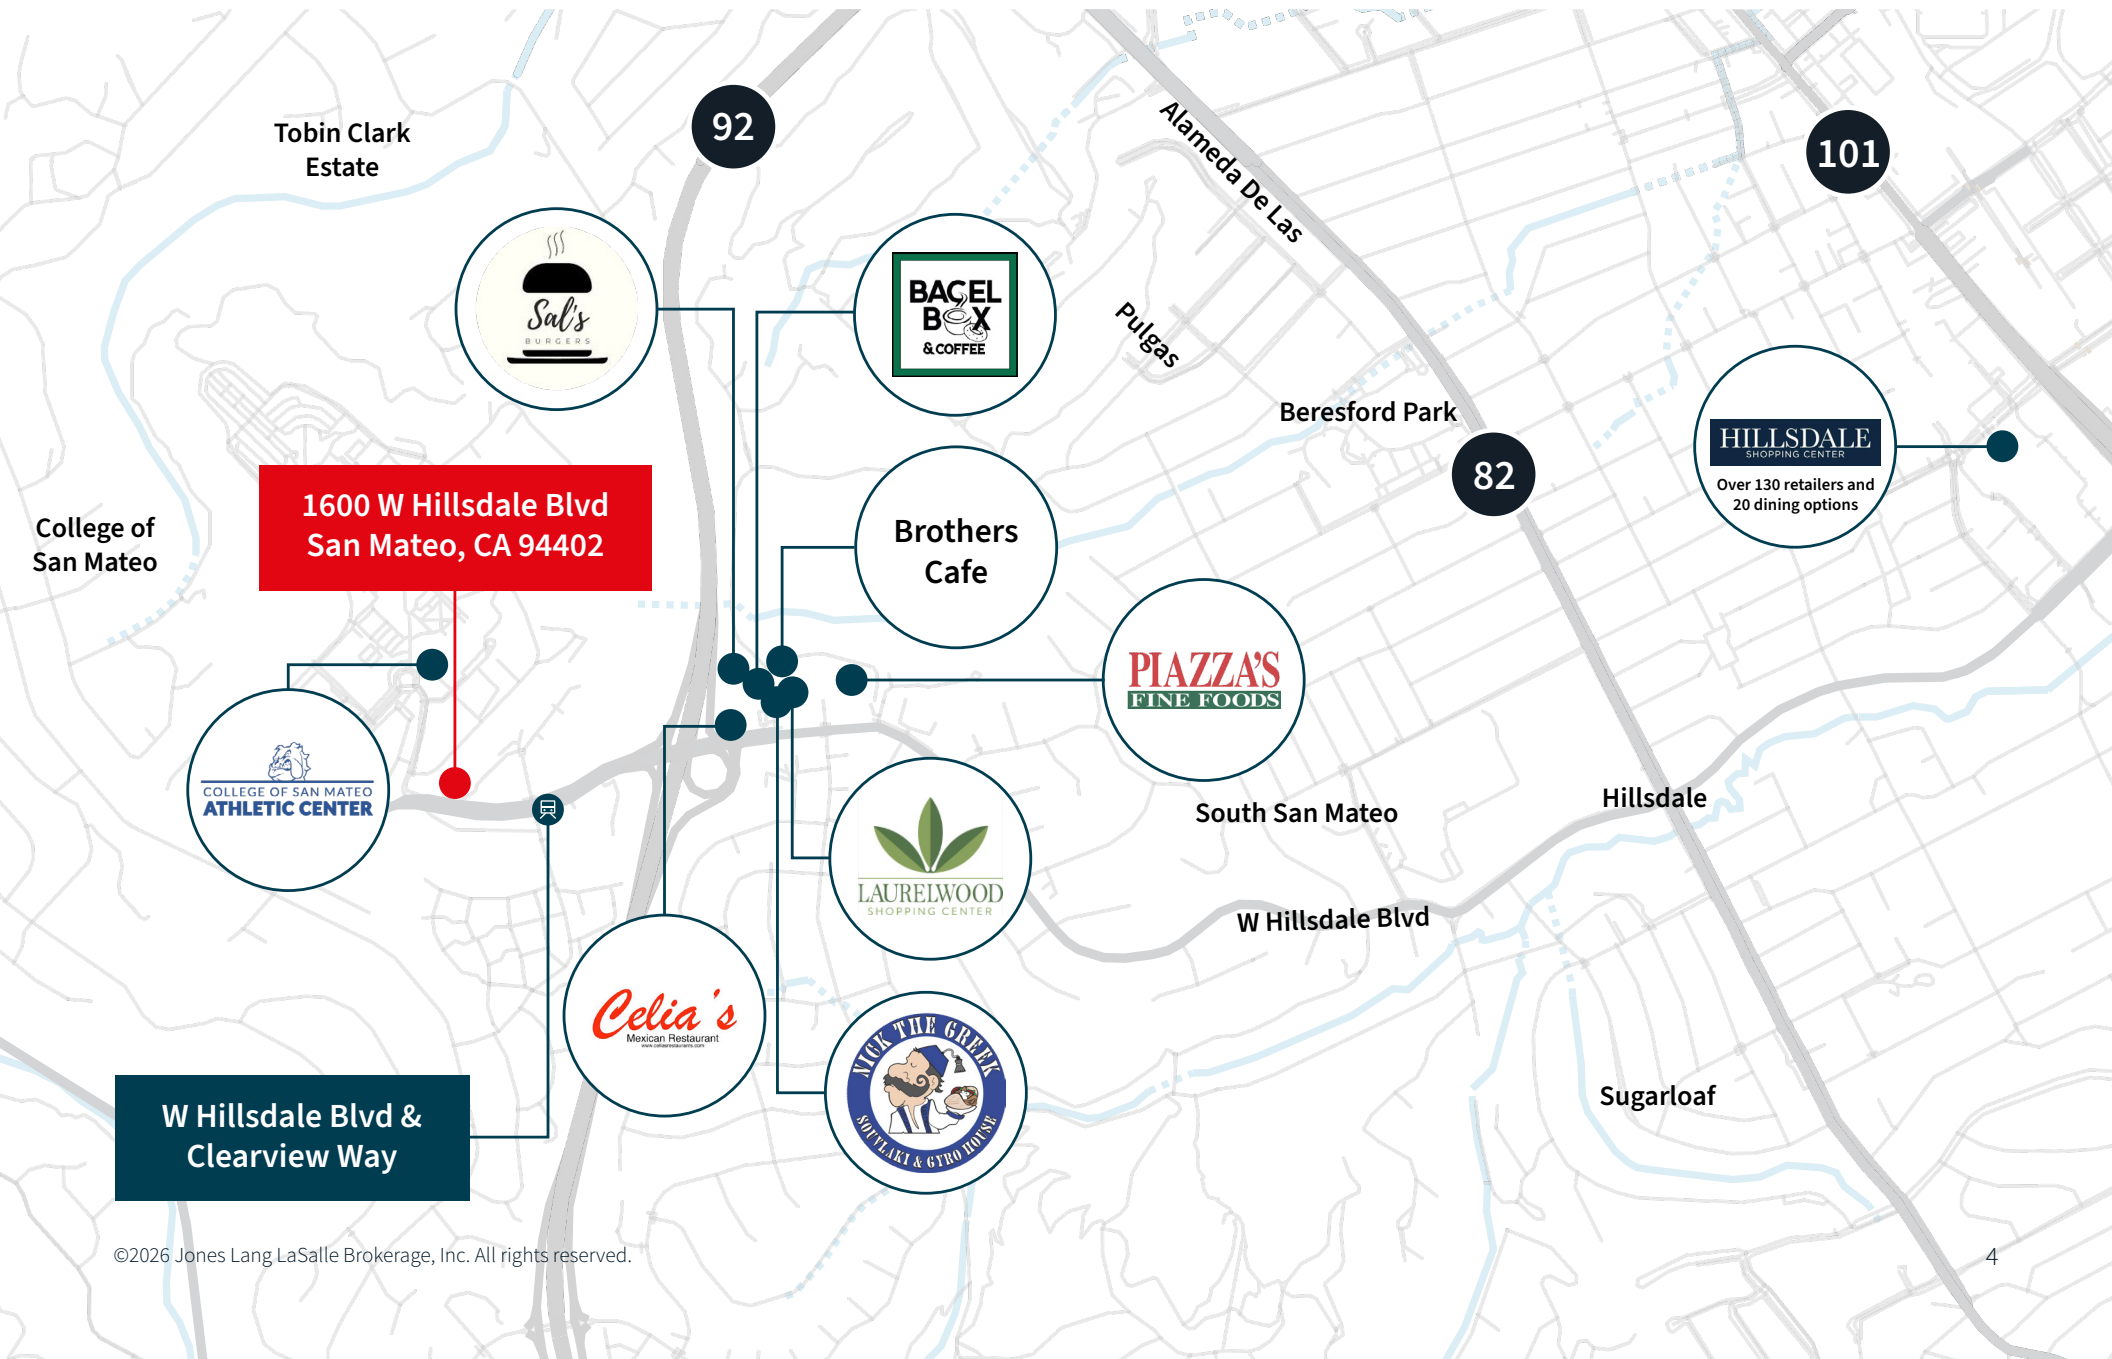 92
101
Tobin Clark
Estate
Alameda De Las
Pulgas
Sal's
BURGERS
BAGEL
BOX
& COFFEE
Beresford Park
82
HILLSDALE
SHOPPING CENTER
Over 130 retailers and
20 dining options
College of
San Mateo
1600 W Hillsdale Blvd
San Mateo, CA 94402
Brothers
Cafe
PIAZZA'S
FINE FOODS
COLLEGE OF SAN MATEO
ATHLETIC CENTER
South San Mateo
Hillsdale
LAURELWOOD
SHOPPING CENTER
W Hillsdale Blvd
Celia's
Mexican Restaurant
www.celiasrestaurants.com
NICK THE GREEK
SOUVLAKI & GYRO HOUSE
Sugarloaf
W Hillsdale Blvd &
Clearview Way
©2026 Jones Lang LaSalle Brokerage, Inc. All rights reserved.
4